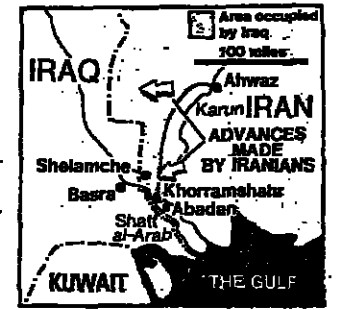 Area occupied
by Iraq
100 miles
IRAQ
Ahwaz
Karun
IRAN
ADVANCES
MADE
BY IRANIANS
Shelamche
Basra
Khorramshahr
Abadan
Shatt
al-Arab
KUWAIT
THE GULF